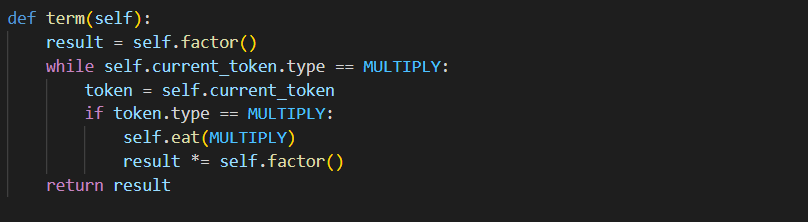 def term(self):
    result = self.factor()
    while self.current_token.type == MULTIPLY:
        token = self.current_token
        if token.type == MULTIPLY:
            self.eat(MULTIPLY)
            result *= self.factor()
    return result